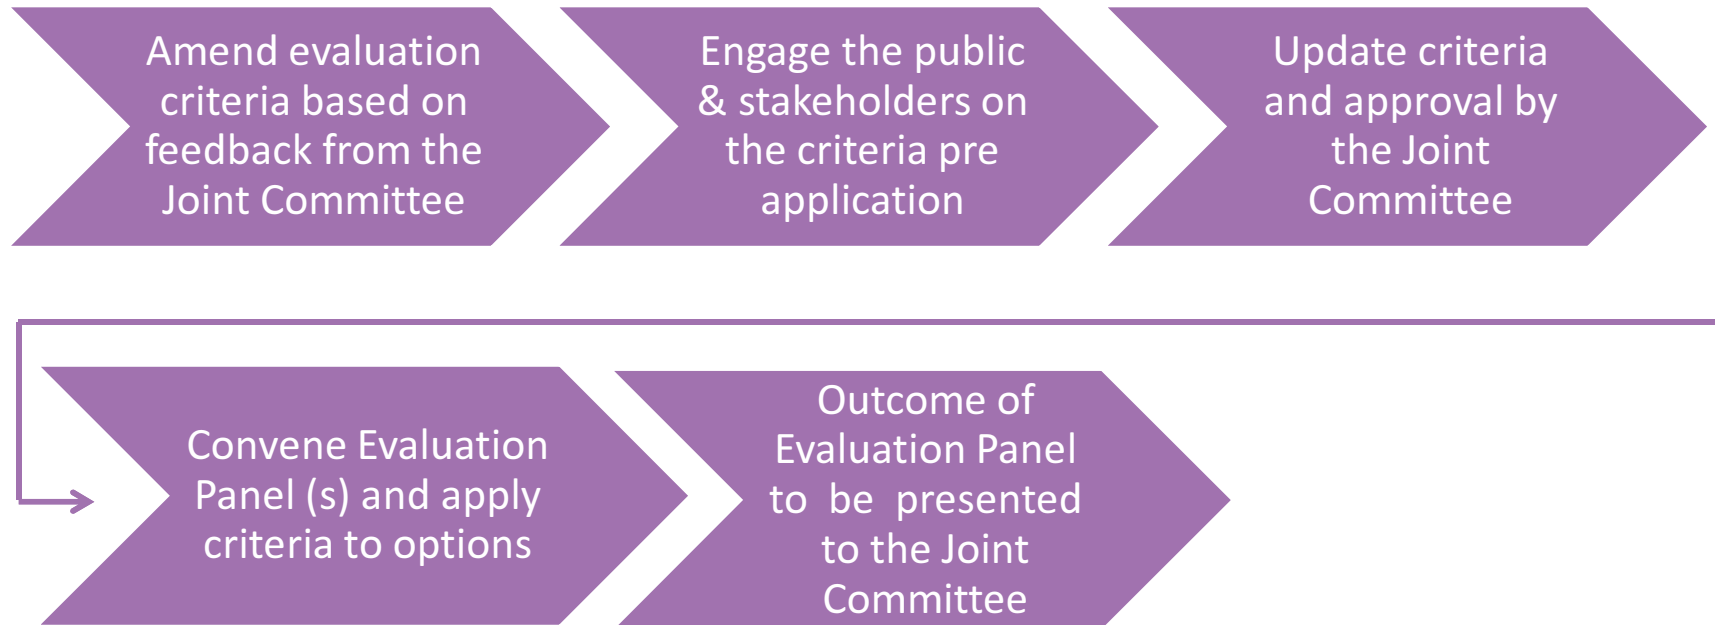 Amend evaluation
criteria based on
feedback from the
Joint Committee
Engage the public
& stakeholders on
the criteria pre
application
Update criteria
and approval by
the Joint
Committee
Convene Evaluation
Panel (s) and apply
criteria to options
Outcome of
Evaluation Panel
to be presented
to the Joint
Committee